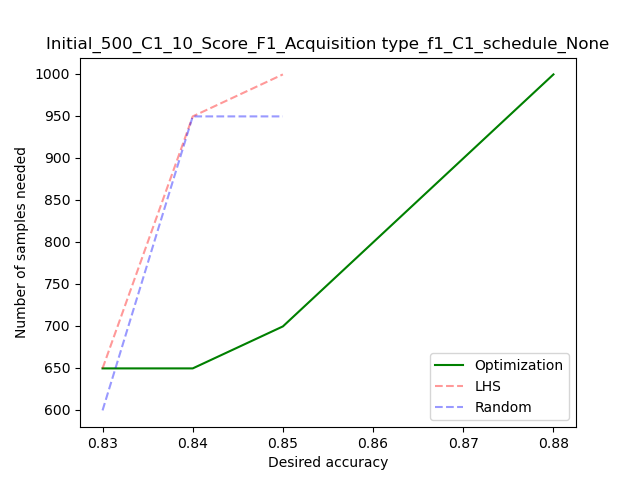 Initial_500_C1_10_Score_F1_Acquisition type_f1_C1_schedule_None
1000
950
900
850
800
750
700
650
600
Number of samples needed
0.83 0.84 0.85 0.86 0.87 0.88
Desired accuracy
Optimization
LHS
Random